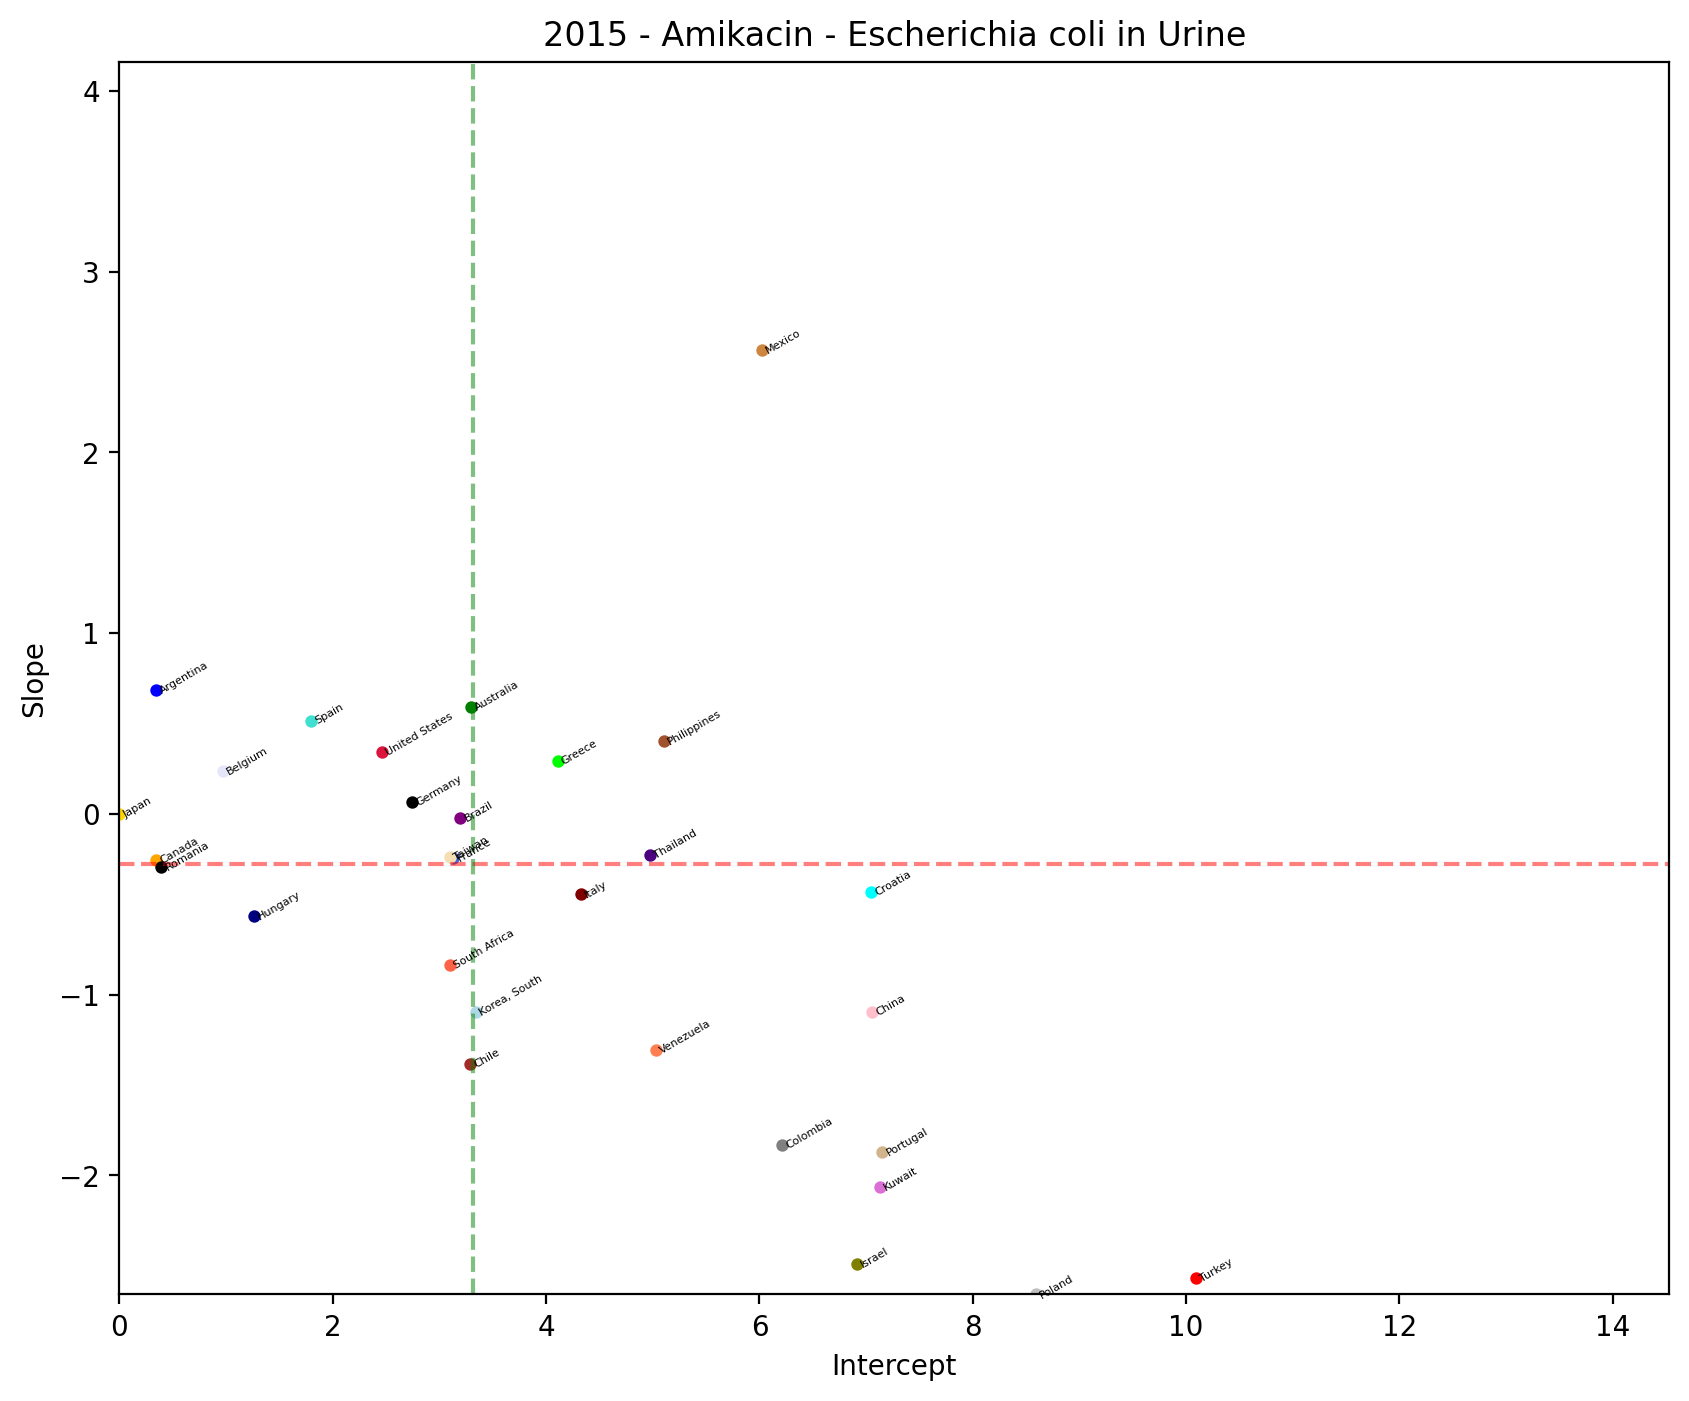 2015 - Amikacin - Escherichia coli in Urine
4
3
Mexico
2
1
Argentina
Australia
Spain
United States
Philippines
Greece
Belgium
Germany
0
Japan
Brazil
Taiwan
France
Canada
Romania
Thailand
Croatia
Italy
Hungary
South Africa
−1
Korea, South
China
Venezuela
Chile
Colombia
Portugal
−2
Kuwait
Israel
Turkey
Poland
Slope
0 2 4 6 8 10 12 14
Intercept